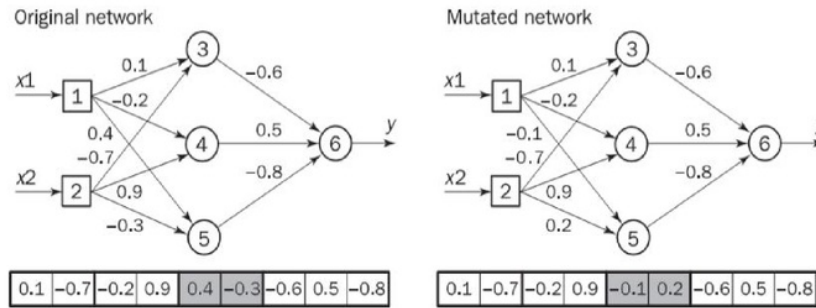 Original network Mutated network
3 3
0.1 -0.6 0.1 -0.6
x1 1 -0.2 x1 1 -0.2
0.4 0.5 y -0.1 0.5
4 6 4 6
-0.7 -0.7
x2 2 0.9 -0.8 x2 2 0.9 -0.8
-0.3 0.2
5 5
0.1 -0.7 -0.2 0.9 0.4 -0.3 -0.6 0.5 -0.8 0.1 -0.7 -0.2 0.9 -0.1 0.2 -0.6 0.5 -0.8